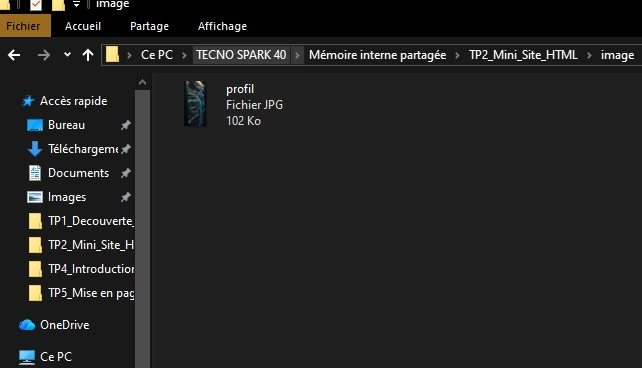 image
Fichier Accueil Partage Affichage
Ce PC > TECNO SPARK 40 > Mémoire interne partagée > TP2_Mini_Site_HTML > image
Accès rapide
Bureau
Téléchargeme
Documents
Images
TP1_Decouverte_
TP2_Mini_Site_H
TP4_Introduction
TP5_Mise en pag
OneDrive
Ce PC
profil
Fichier JPG
102 Ko